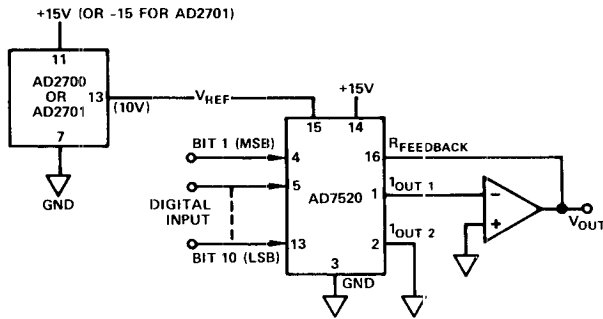 +15V (OR -15 FOR AD2701)
11
AD2700
OR
AD2701
13
(10V)
7
GND
VREF
+15V
15
14
BIT 1 (MSB)
4
16
RFEEDBACK
5
AD7520
1
IOUT 1
DIGITAL
INPUT
13
2
IOUT 2
BIT 10 (LSB)
3
GND
−
+
VOUT